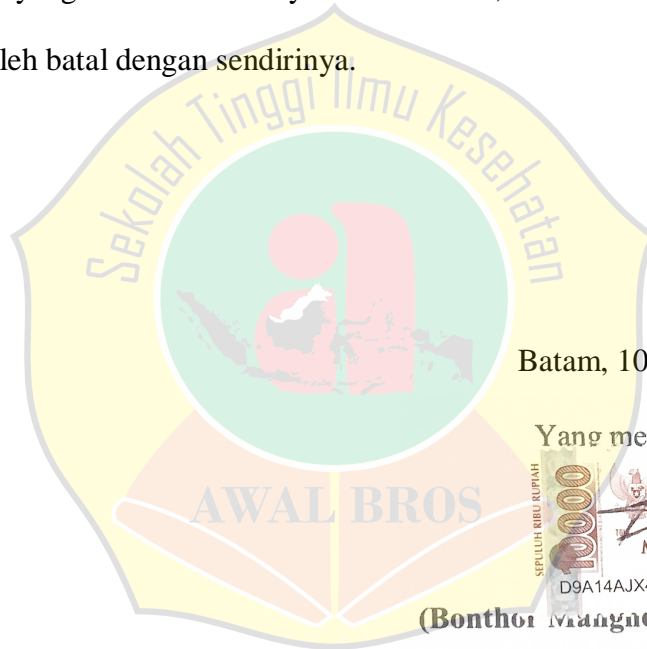 leh batal dengan sendirinya.
Sekolah Tinggi Ilmu Kesehatan
Batam, 10
Yang me
SEPULUH RIBU RUPIAH
10000
AWAL BROS
D9A14AJX4
(Bonthor